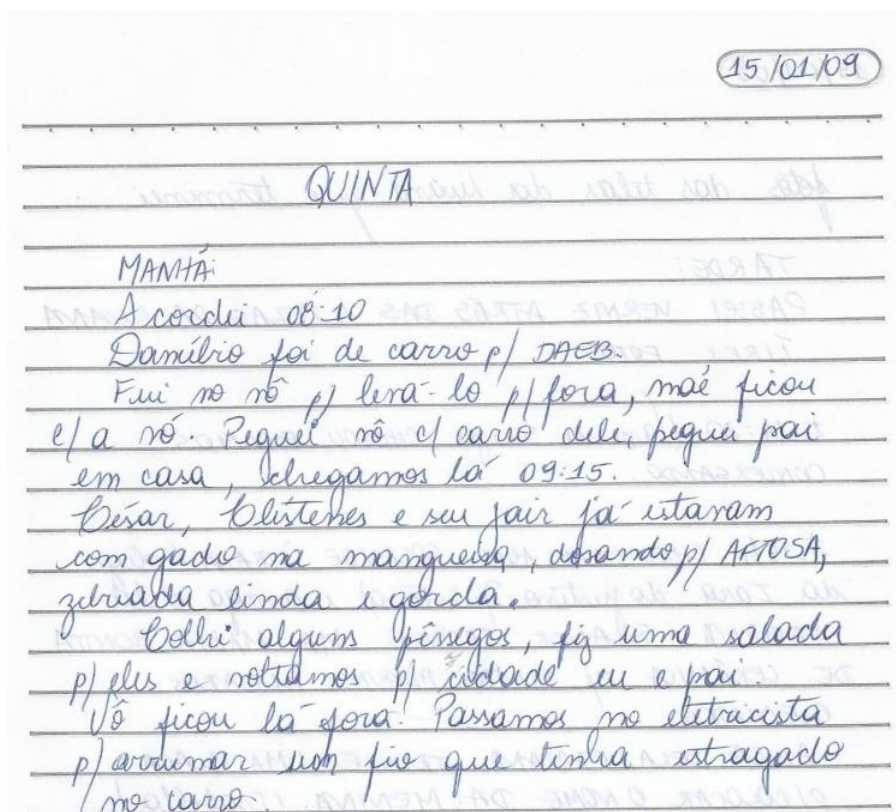 15/01/09
QUINTA
MANHÃ:
Acordei 08:10
Danúbio foi de carro p/ DAEB.
Fui no vô p/ levá-lo p/ fora, mãe ficou
c/ a vó. Peguei vô c/ carro dele, peguei pai
em casa, chegamos lá 09:15.
César, Clístenes e seu Jair já estavam
com gado na mangueira, dosando p/ AFTOSA,
zebuada linda e gorda.
Colhi alguns pêssegos, fiz uma salada
p/ eles e voltamos p/ cidade eu e pai.
Vô ficou lá fora. Passamos no eletricista
p/ arrumar um fio que tinha estragado
no carro.